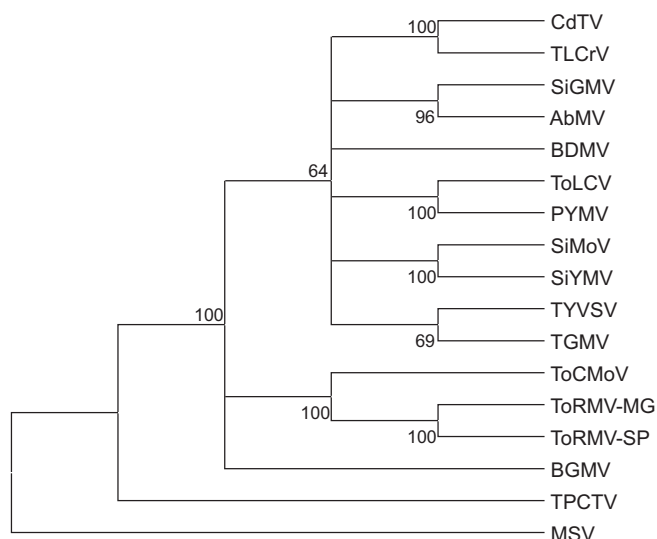 100
CdTV
TLCrV
SiGMV
96
AbMV
BDMV
64
ToLCV
100
PYMV
SiMoV
100
SiYMV
100
TYVSV
69
TGMV
ToCMoV
100
ToRMV-MG
100
ToRMV-SP
BGMV
TPCTV
MSV